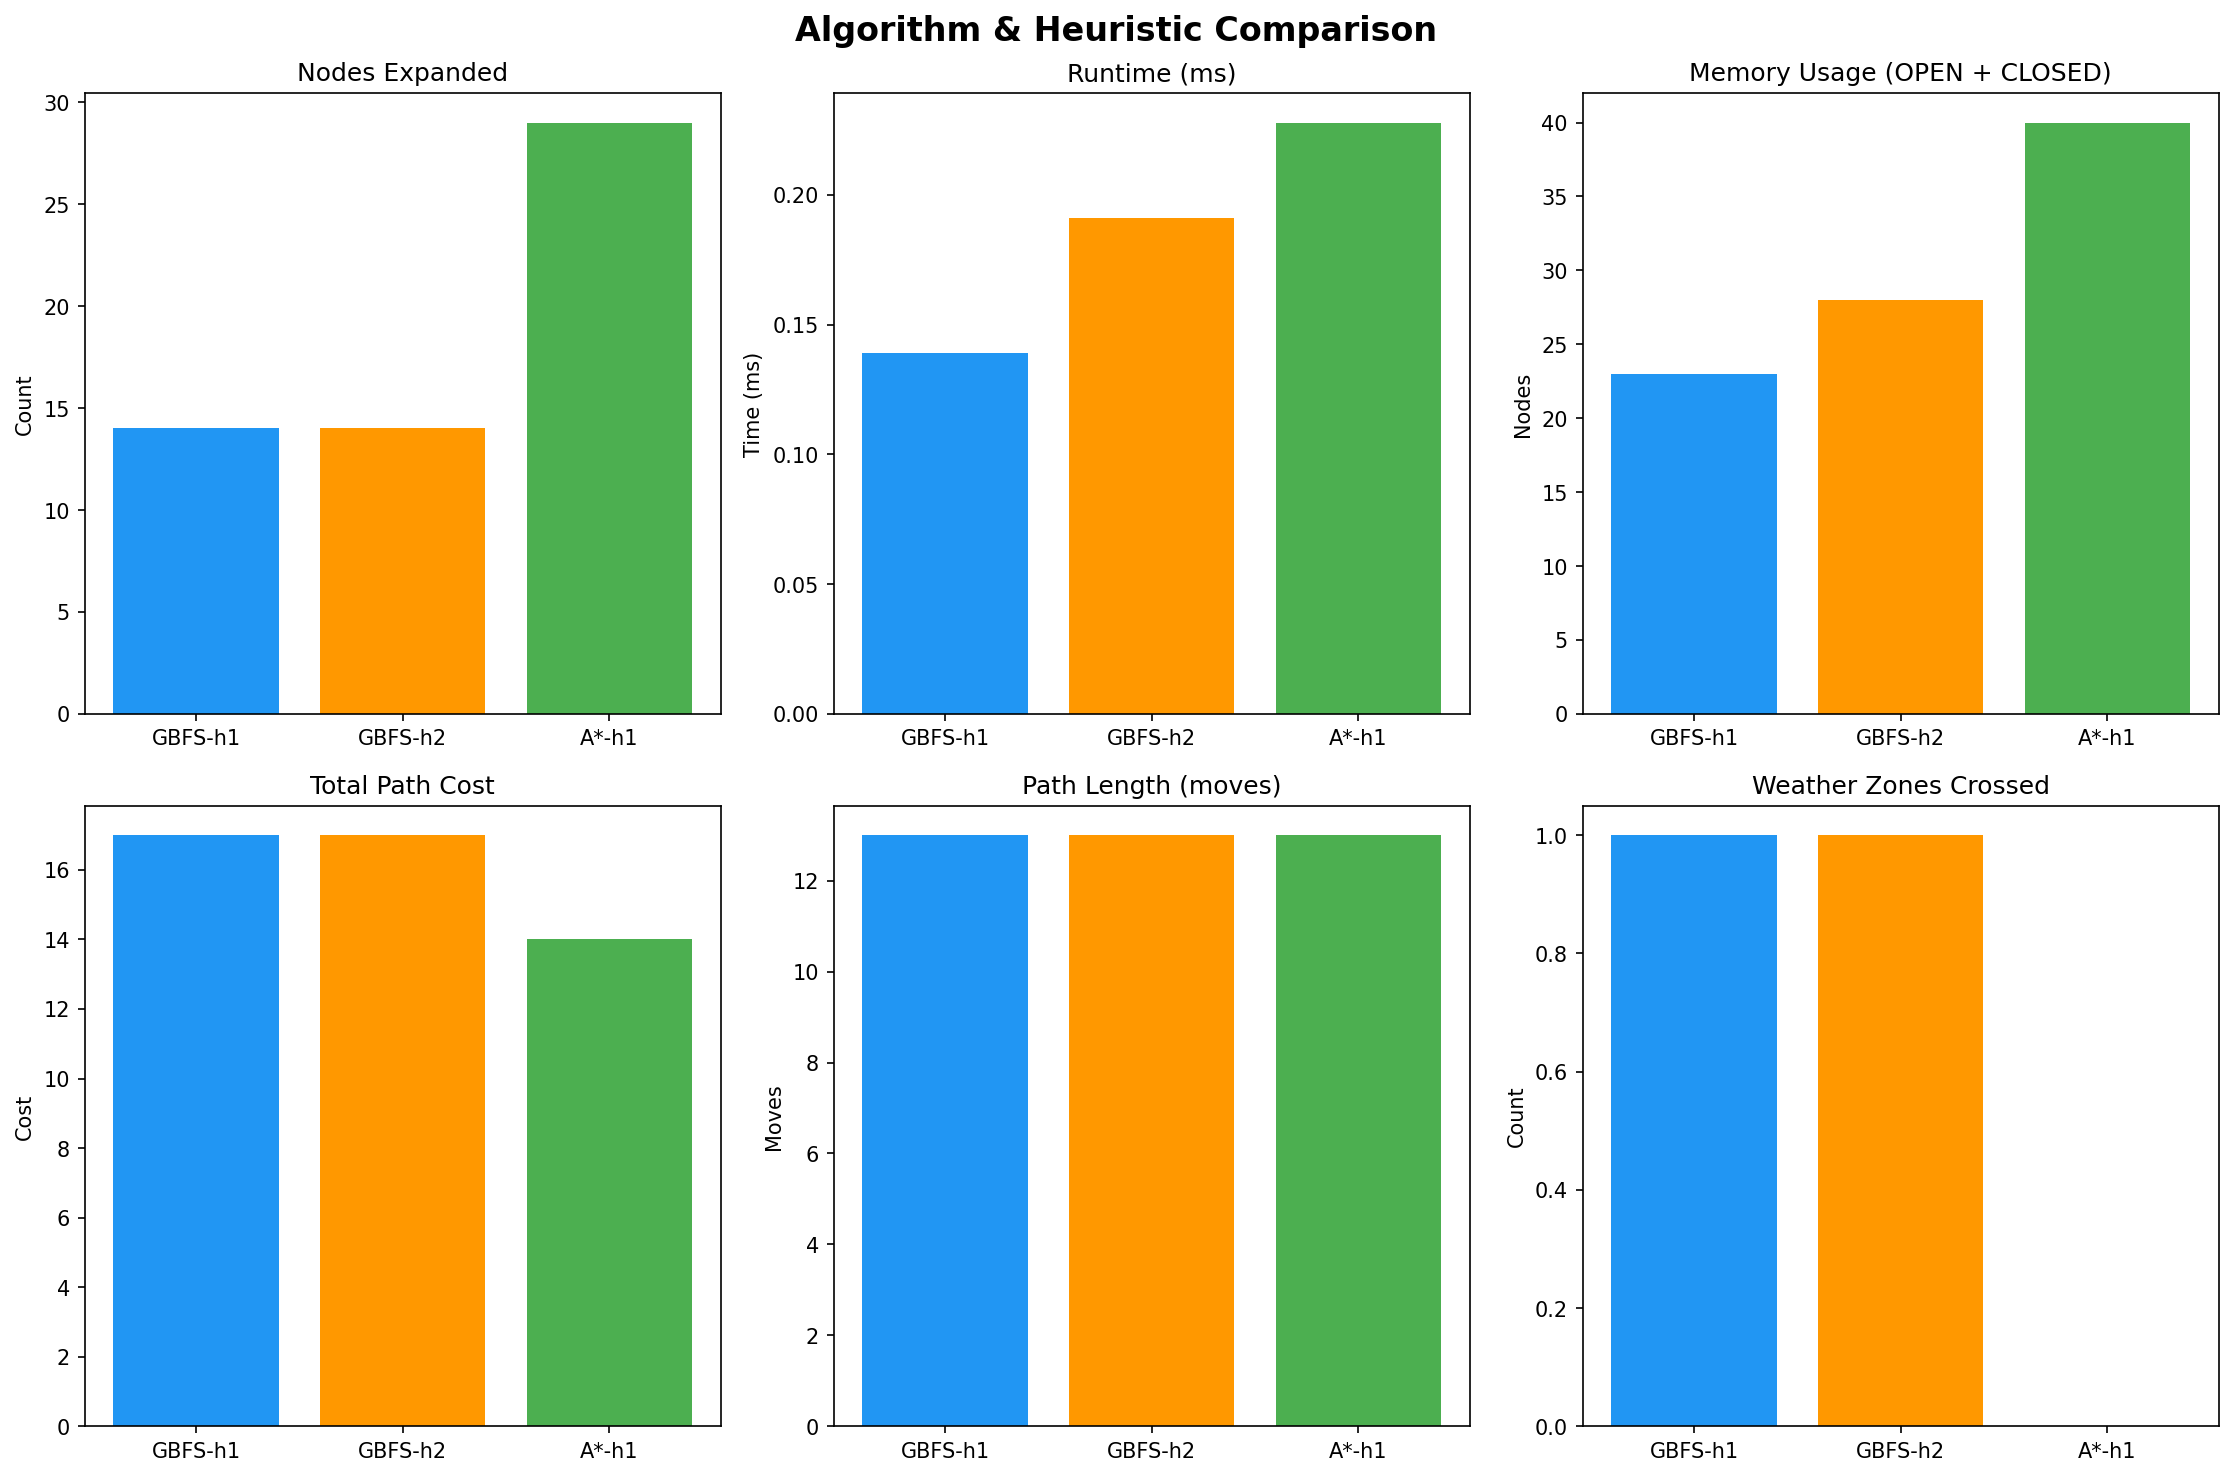 Algorithm & Heuristic Comparison
Nodes Expanded
Count
30
25
20
15
10
5
0
GBFS-h1 GBFS-h2 A*-h1
Runtime (ms)
Time (ms)
0.20
0.15
0.10
0.05
0.00
GBFS-h1 GBFS-h2 A*-h1
Memory Usage (OPEN + CLOSED)
Nodes
40
35
30
25
20
15
10
5
0
GBFS-h1 GBFS-h2 A*-h1
Total Path Cost
Cost
16
14
12
10
8
6
4
2
0
GBFS-h1 GBFS-h2 A*-h1
Path Length (moves)
Moves
12
10
8
6
4
2
0
GBFS-h1 GBFS-h2 A*-h1
Weather Zones Crossed
Count
1.0
0.8
0.6
0.4
0.2
0.0
GBFS-h1 GBFS-h2 A*-h1